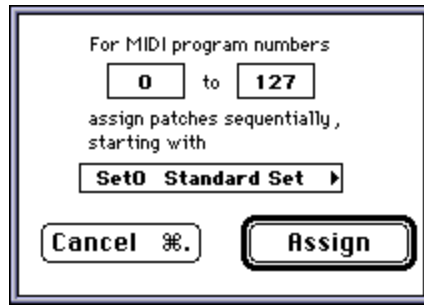 For MIDI program numbers
0 to 127
assign patches sequentially,
starting with
Set0 Standard Set
Cancel ⌘.
Assign